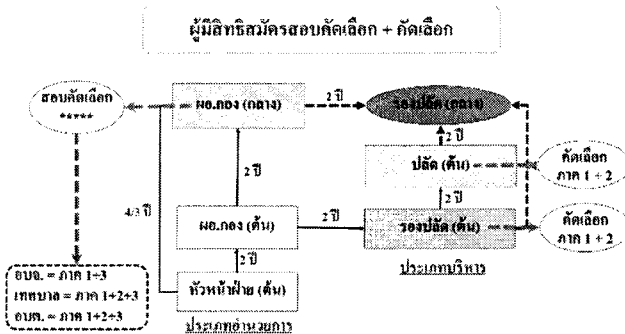 ผู้มีสิทธิสมัครสอบคัดเลือก + คัดเลือก
สอบคัดเลือก
*****
ผอ.กอง (กลาง)
2 ปี
รองปลัด (กลาง)
2 ปี
ปลัด (ต้น)
คัดเลือก
ภาค 1 + 2
2 ปี
2 ปี
4/3 ปี
ผอ.กอง (ต้น)
2 ปี
รองปลัด (ต้น)
คัดเลือก
ภาค 1 + 2
2 ปี
ประเภทบริหาร
อบจ. = ภาค 1+3
เทศบาล = ภาค 1+2+3
อบต. = ภาค 1+2+3
หัวหน้าฝ่าย (ต้น)
ประเภทอำนวยการ